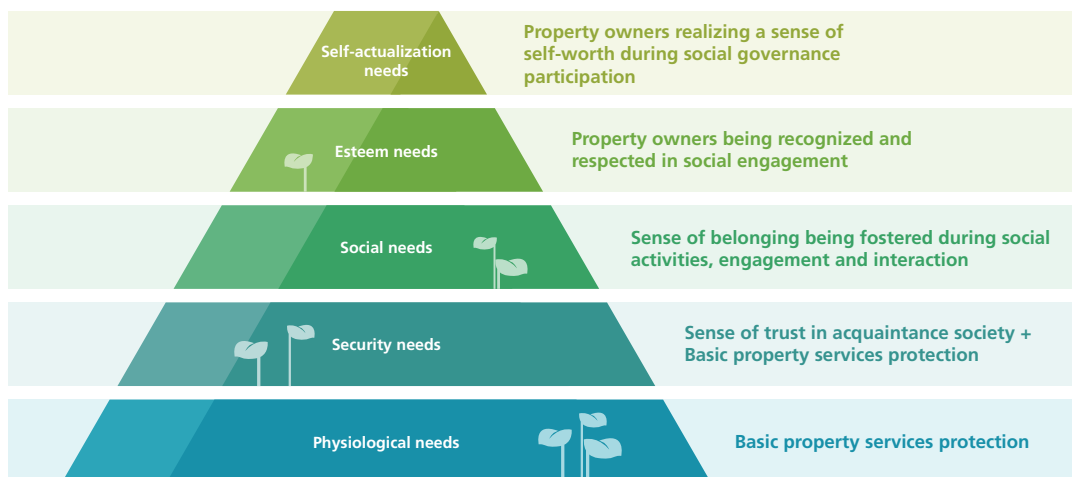 Self-actualization
needs
Property owners realizing a sense of
self-worth during social governance
participation
Esteem needs
Property owners being recognized and
respected in social engagement
Social needs
Sense of belonging being fostered during social
activities, engagement and interaction
Security needs
Sense of trust in acquaintance society +
Basic property services protection
Physiological needs
Basic property services protection